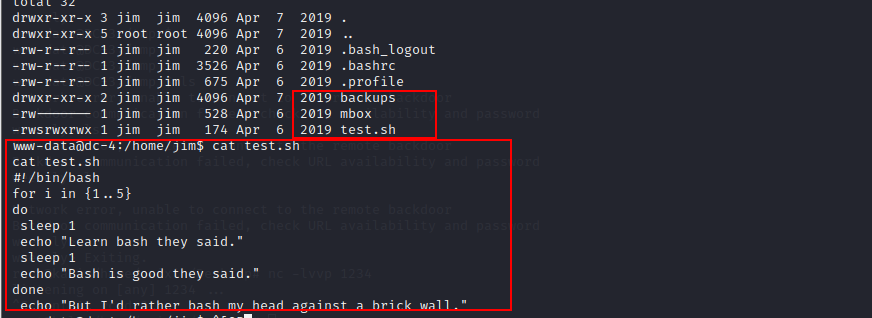 total 32
drwxr-xr-x 3 jim  jim  4096 Apr  7  2019 .
drwxr-xr-x 5 root root 4096 Apr  7  2019 ..
-rw-r--r-- 1 jim  jim   220 Apr  6  2019 .bash_logout
-rw-r--r-- 1 jim  jim  3526 Apr  6  2019 .bashrc
-rw-r--r-- 1 jim  jim   675 Apr  6  2019 .profile
drwxr-xr-x 2 jim  jim  4096 Apr  7  2019 backups
-rw------- 1 jim  jim   528 Apr  6  2019 mbox
-rwsrwxrwx 1 jim  jim   174 Apr  6  2019 test.sh
www-data@dc-4:/home/jim$ cat test.sh
cat test.sh
#!/bin/bash
for i in {1..5}
do
 sleep 1
 echo "Learn bash they said."
 sleep 1
 echo "Bash is good they said."
done
 echo "But I'd rather bash my head against a brick wall."